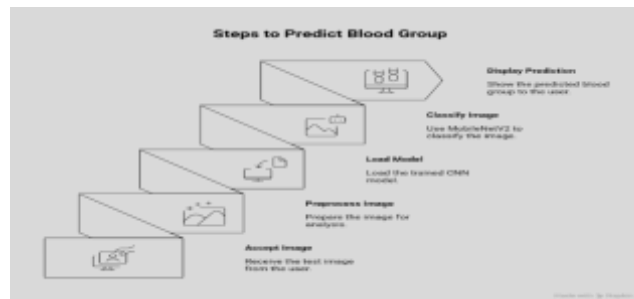 Steps to Predict Blood Group
Display Prediction
Show the predicted blood
group to the user.
Classify Image
Use MobileNetV2 to
classify the image.
Load Model
Load the trained CNN
model.
Preprocess Image
Prepare the image for
analysis.
Accept Image
Receive the test image
from the user.